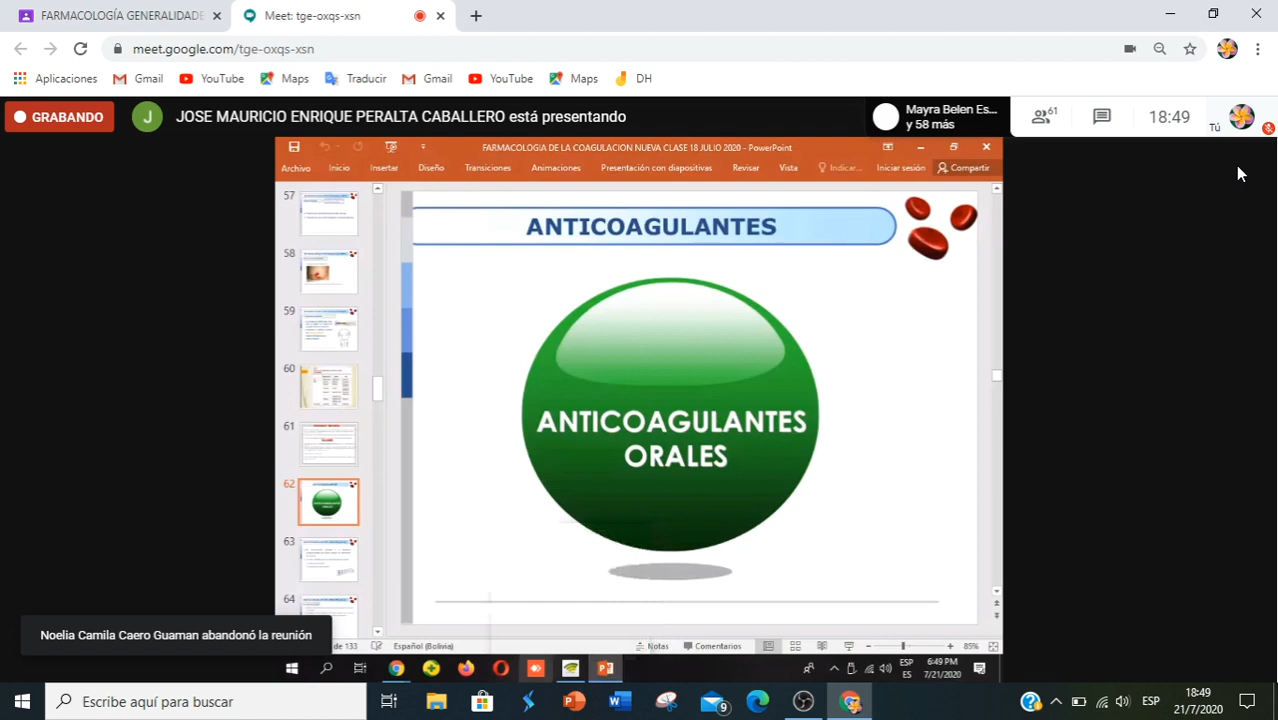 FARMACOLOGÍA GENERALIDADE
Meet: tge-oxqs-xsn
meet.google.com/tge-oxqs-xsn
Aplicaciones
Gmail
YouTube
Maps
Traducir
Gmail
YouTube
Maps
DH
GRABANDO
J
JOSE MAURICIO ENRIQUE PERALTA CABALLERO está presentando
Mayra Belen Es...
y 58 más
61
18:49
Tú
FARMACOLOGIA DE LA COAGULACION NUEVA CLASE 18 JULIO 2020 - PowerPoint
Archivo
Inicio
Insertar
Diseño
Transiciones
Animaciones
Presentación con diapositivas
Revisar
Vista
Indicar...
Iniciar sesión
Compartir
57
58
59
60
61
62
63
64
ANTICOAGULANTES
ANTICOAGULANTES
ORALES
Noelia Camila Caero Guaman abandonó la reunión
de 133
Español (Bolivia)
Notas
Comentarios
85%
ESP
ES
6:49 PM
7/21/2020
Escribe aquí para buscar
9
ESP
18:49
21/7/2020